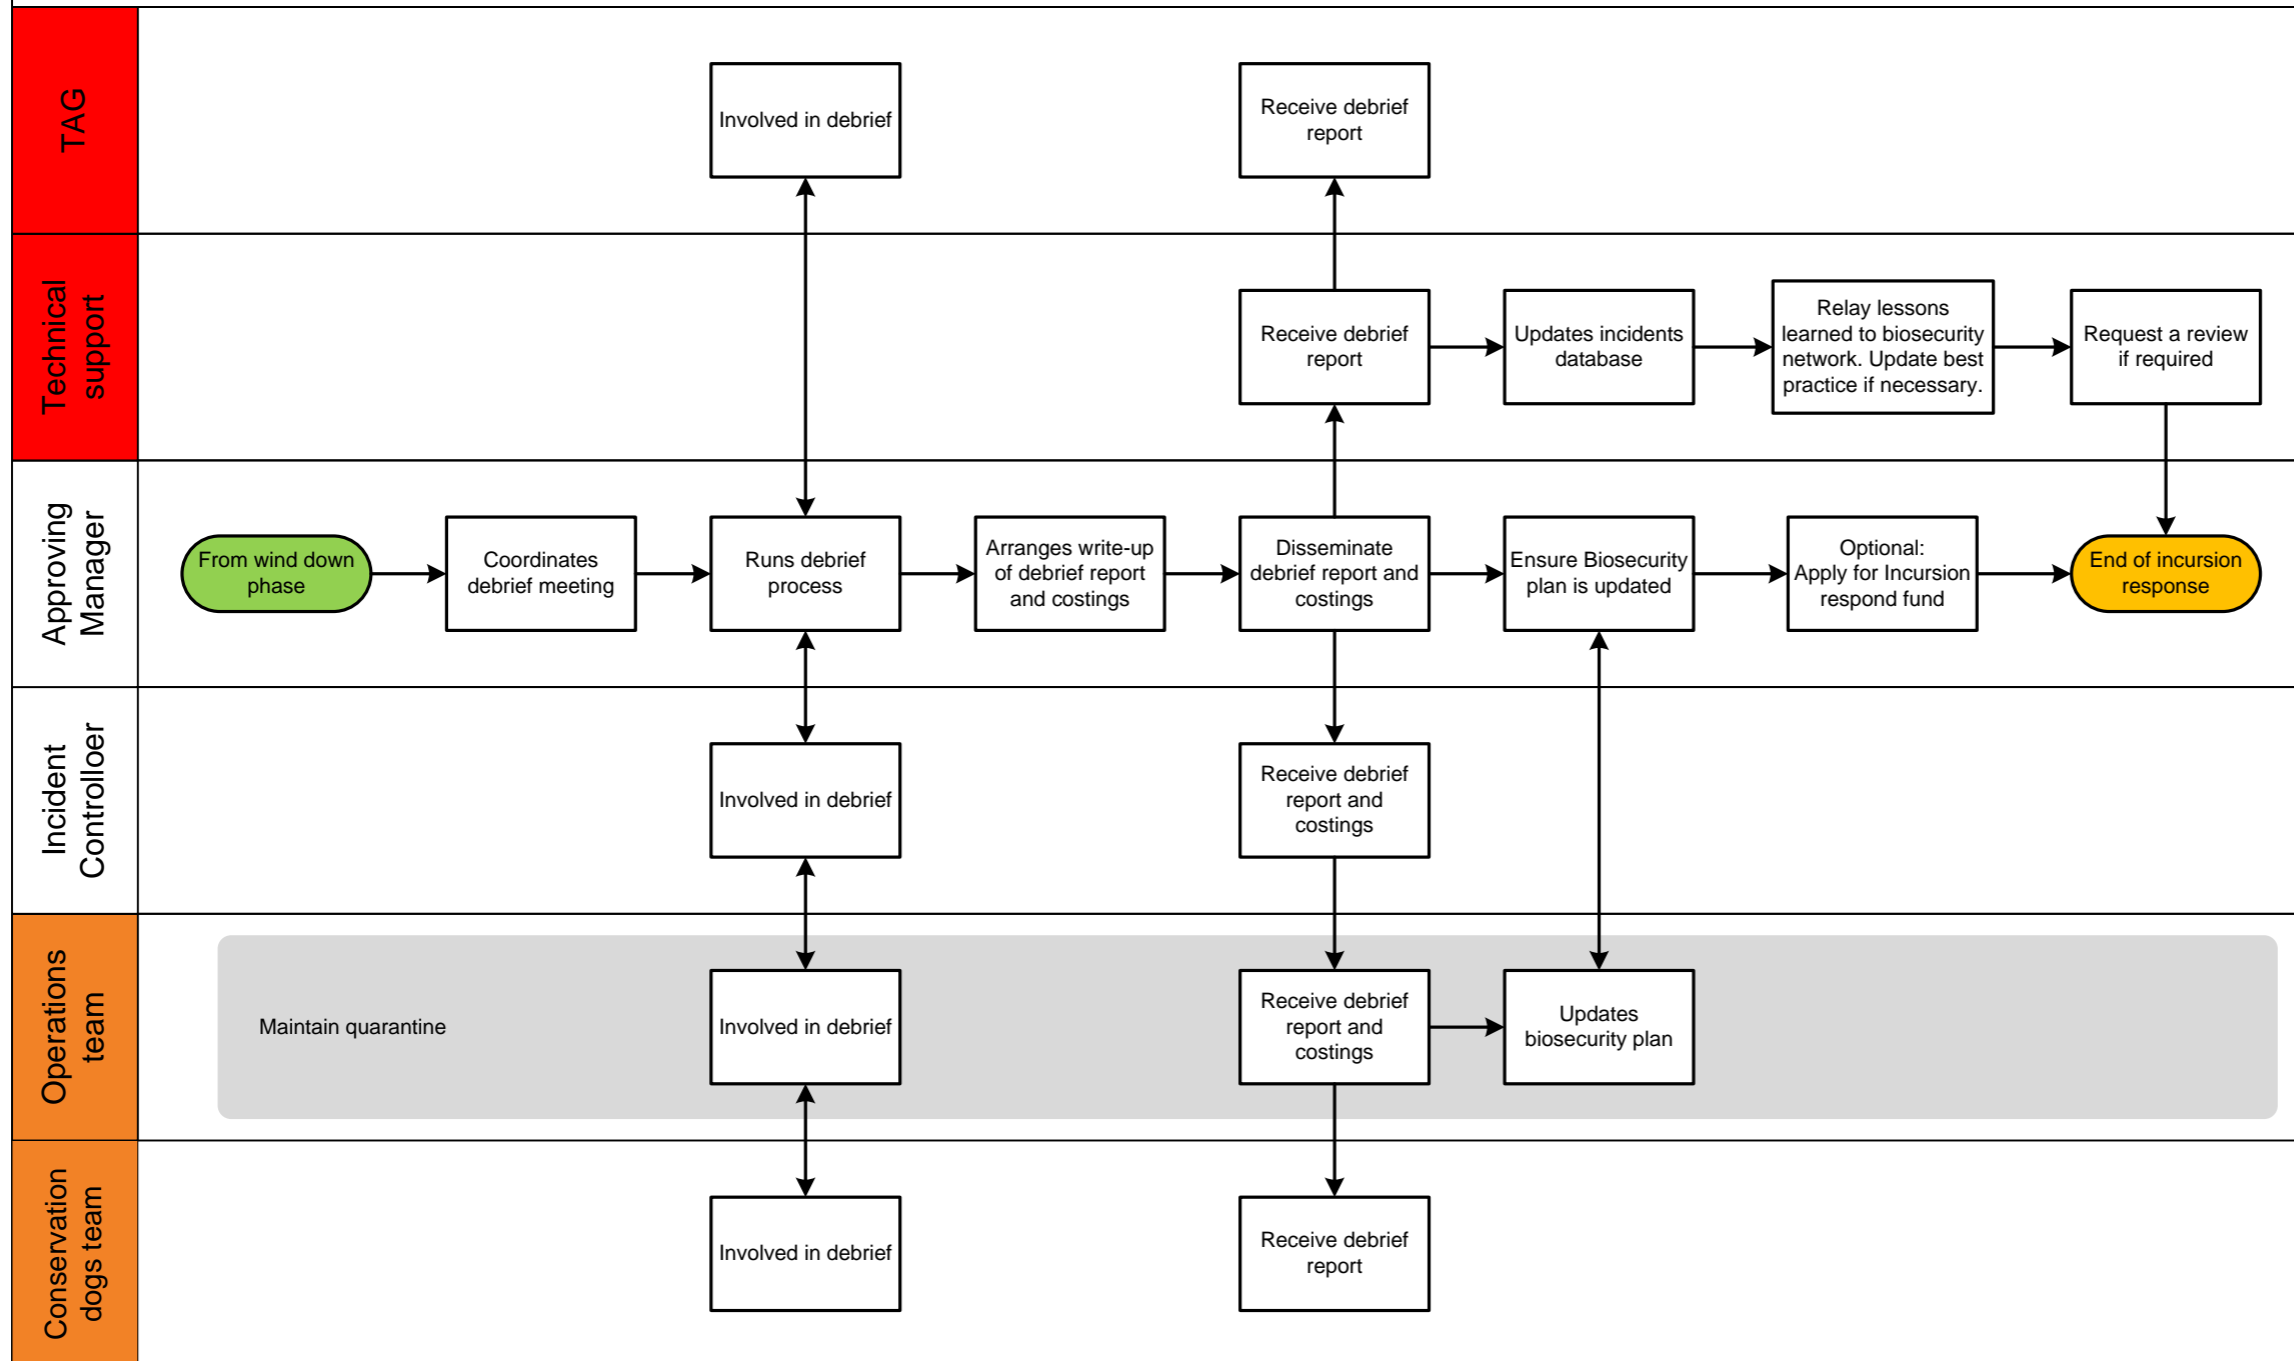 TAG
Involved in debrief
Receive debrief
report
Technical
support
Receive debrief
report
Updates incidents
database
Relay lessons
learned to biosecurity
network. Update best
practice if necessary.
Request a review
if required
Approving
Manager
From wind down
phase
Coordinates
debrief meeting
Runs debrief
process
Arranges write-up
of debrief report
and costings
Disseminate
debrief report and
costings
Ensure Biosecurity
plan is updated
Optional:
Apply for Incursion
respond fund
End of incursion
response
Incident
Controlloer
Involved in debrief
Receive debrief
report and
costings
Operations
team
Maintain quarantine
Involved in debrief
Receive debrief
report and
costings
Updates
biosecurity plan
Conservation
dogs team
Involved in debrief
Receive debrief
report